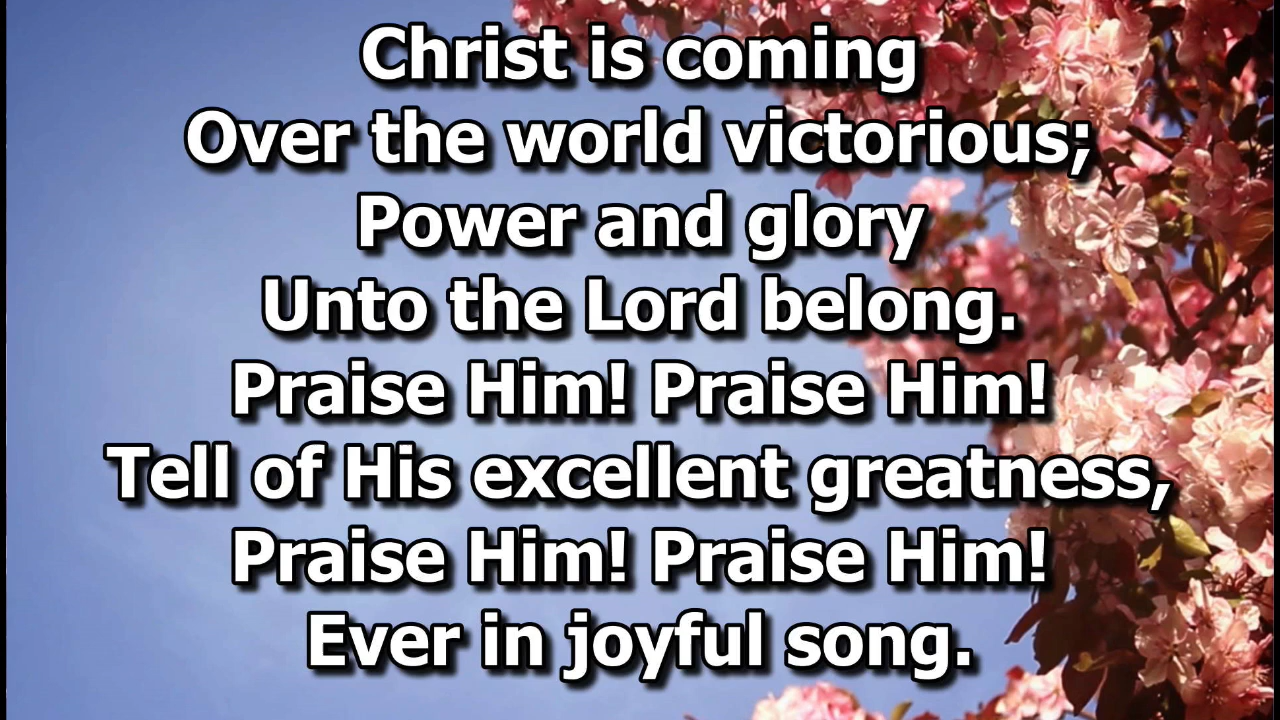 Christ is coming
Over the world victorious;
Power and glory
Unto the Lord belong.
Praise Him! Praise Him!
Tell of His excellent greatness,
Praise Him! Praise Him!
Ever in joyful song.